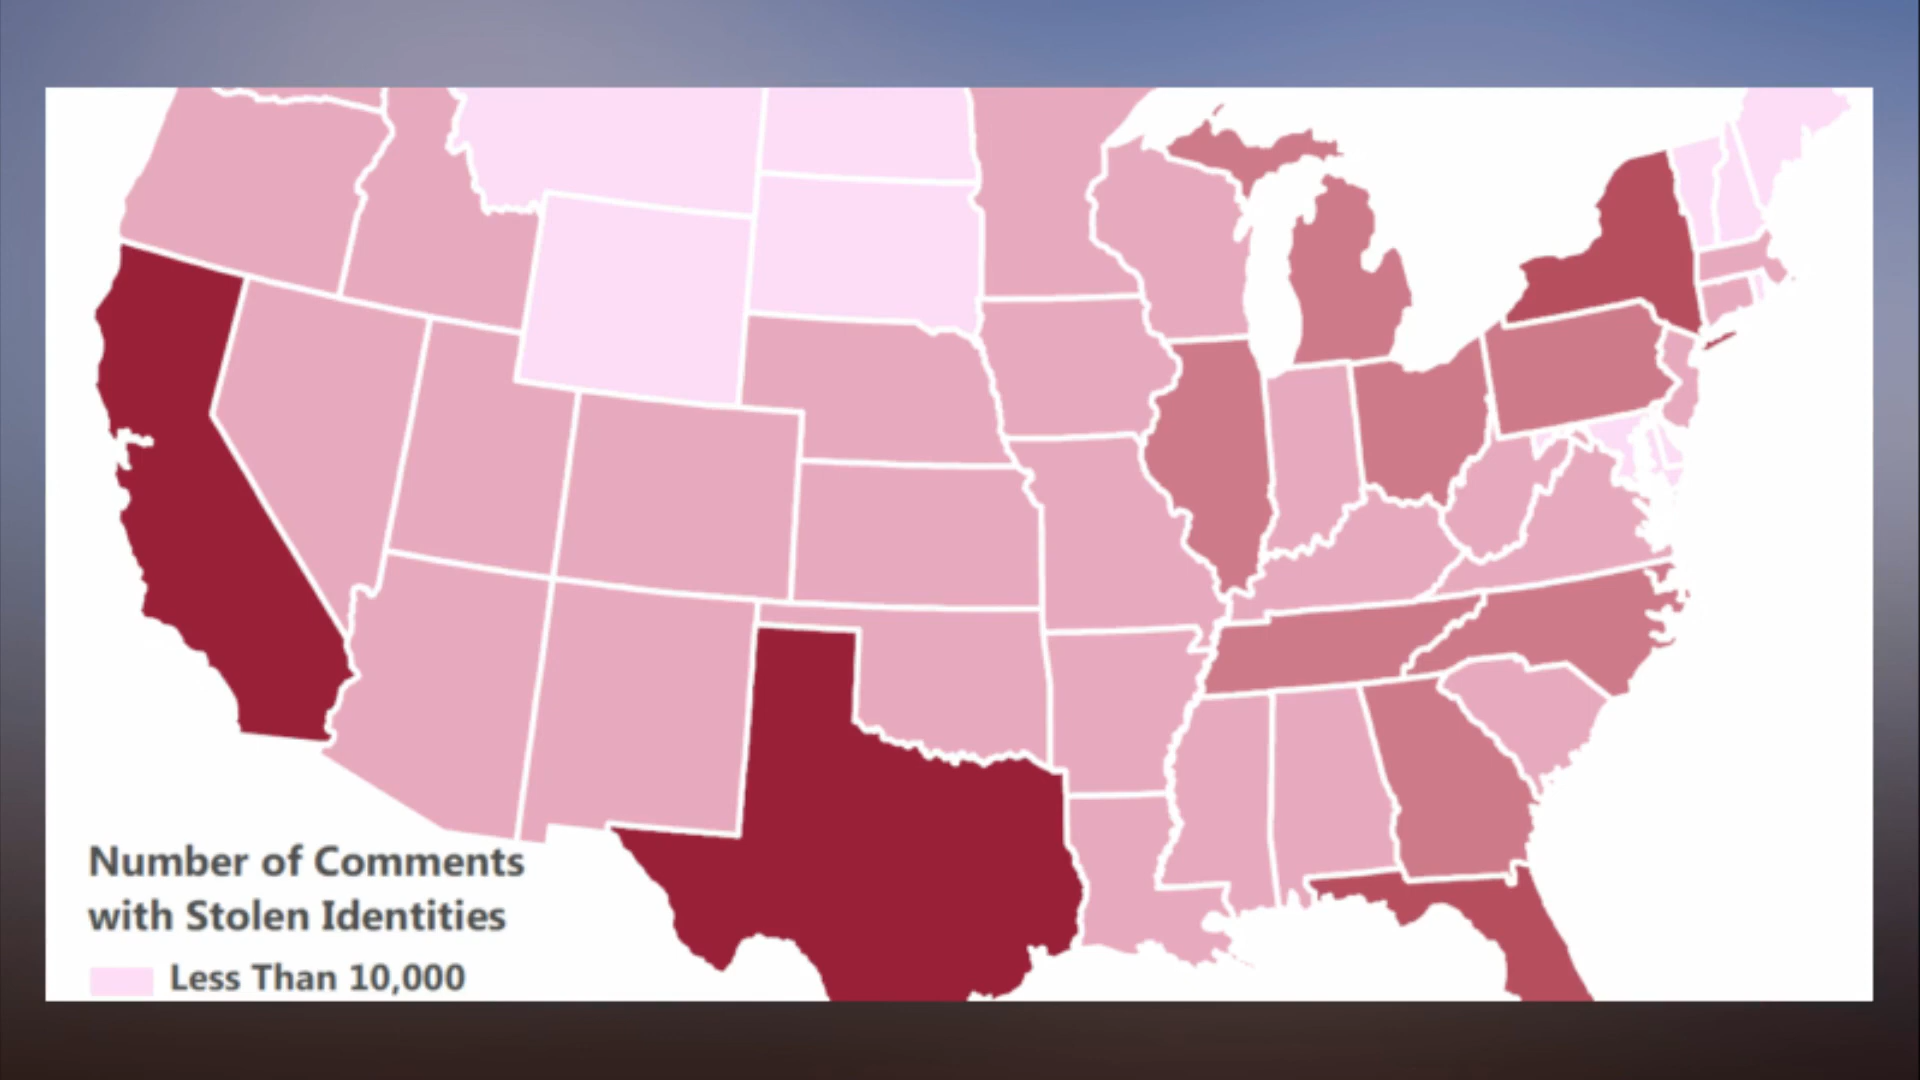 Number of Comments
with Stolen Identities
Less Than 10,000